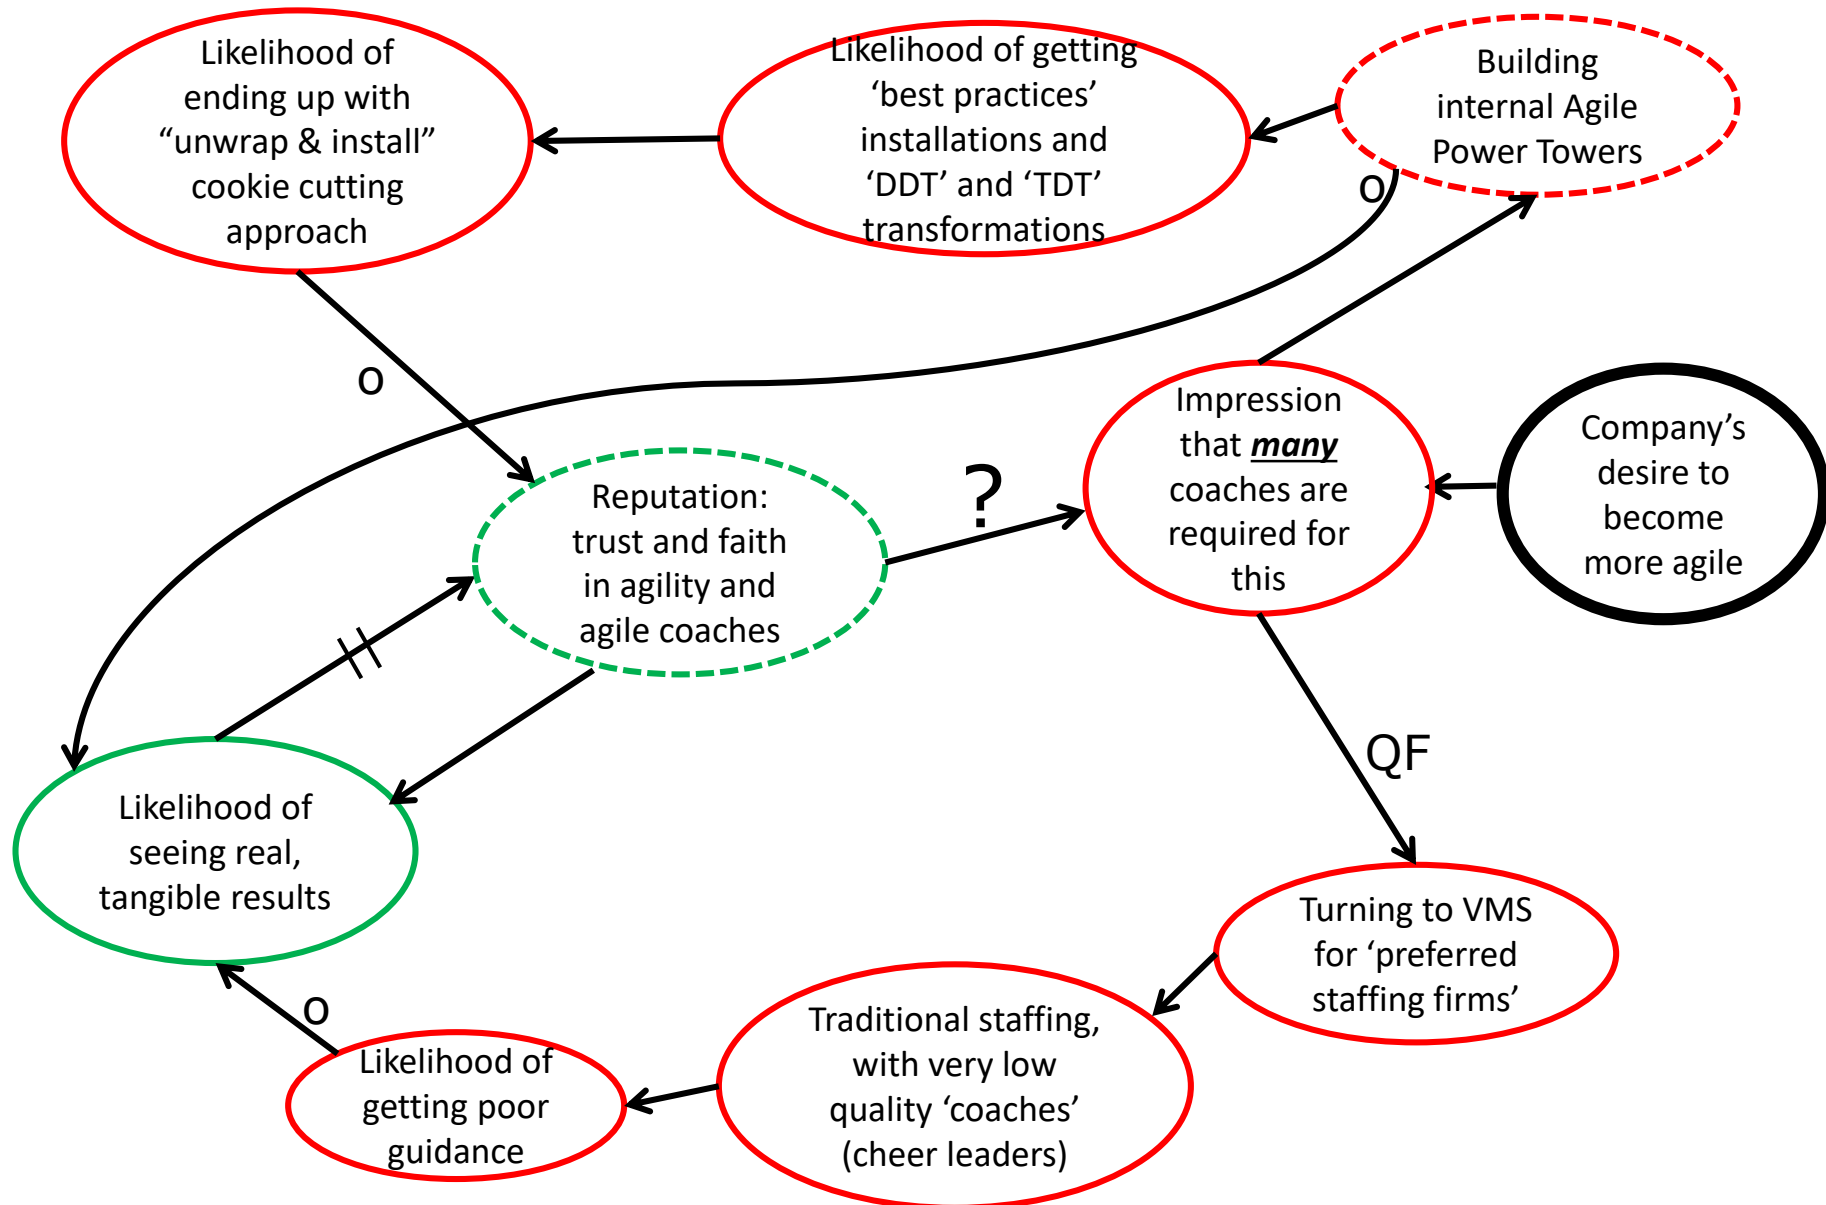 Likelihood of
ending up with
“unwrap & install”
cookie cutting
approach
Likelihood of getting
‘best practices’
installations and
‘DDT’ and ‘TDT’
transformations
Building
internal Agile
Power Towers
o
o
Impression
that many
coaches are
required for
this
Company’s
desire to
become
more agile
Reputation:
trust and faith
in agility and
agile coaches
?
QF
Likelihood of
seeing real,
tangible results
Turning to VMS
for ‘preferred
staffing firms’
o
Likelihood of
getting poor
guidance
Traditional staffing,
with very low
quality ‘coaches’
(cheer leaders)